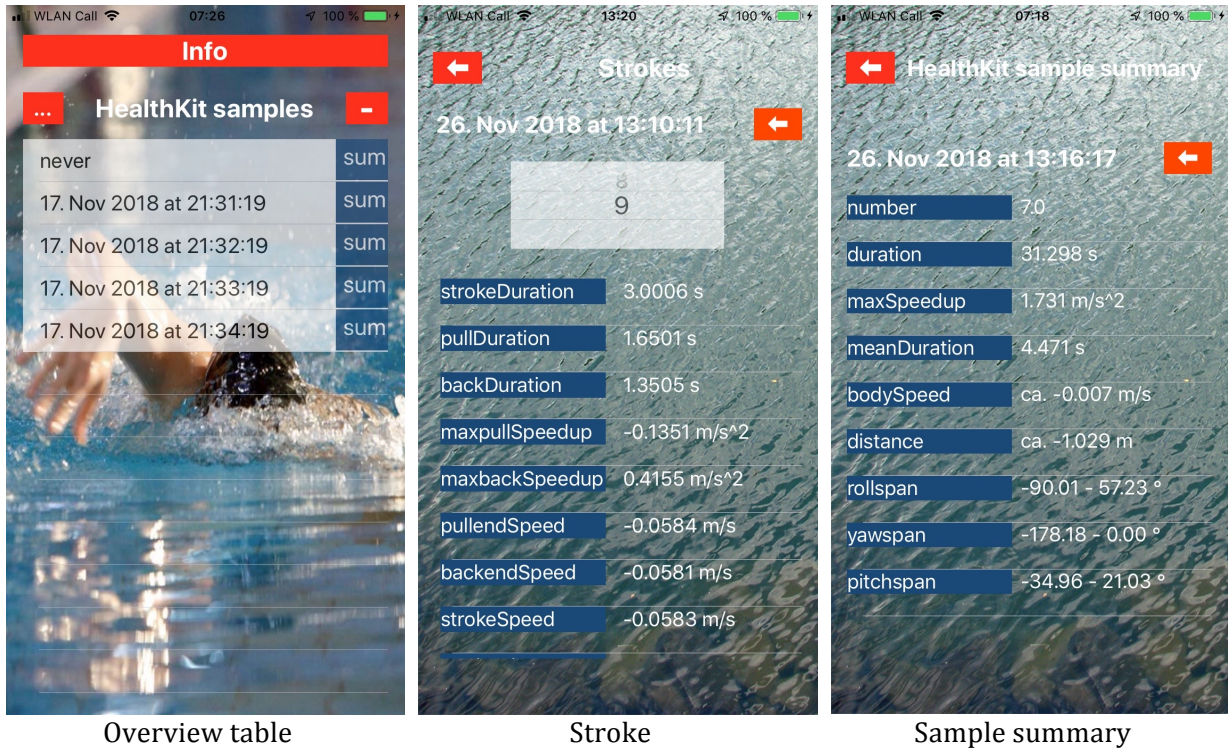 WLAN Call 07:26 100 %
Info
... HealthKit samples -
never sum
17. Nov 2018 at 21:31:19 sum
17. Nov 2018 at 21:32:19 sum
17. Nov 2018 at 21:33:19 sum
17. Nov 2018 at 21:34:19 sum
Overview table
WLAN Call 13:20 100 %
Strokes
26. Nov 2018 at 13:10:11
8
9
strokeDuration 3.0006 s
pullDuration 1.6501 s
backDuration 1.3505 s
maxpullSpeedup -0.1351 m/s^2
maxbackSpeedup 0.4155 m/s^2
pullendSpeed -0.0584 m/s
backendSpeed -0.0581 m/s
strokeSpeed -0.0583 m/s
Stroke
WLAN Call 07:18 100 %
HealthKit sample summary
26. Nov 2018 at 13:16:17
number 7.0
duration 31.298 s
maxSpeedup 1.731 m/s^2
meanDuration 4.471 s
bodySpeed ca. -0.007 m/s
distance ca. -1.029 m
rollspan -90.01 - 57.23 °
yawspan -178.18 - 0.00 °
pitchspan -34.96 - 21.03 °
Sample summary